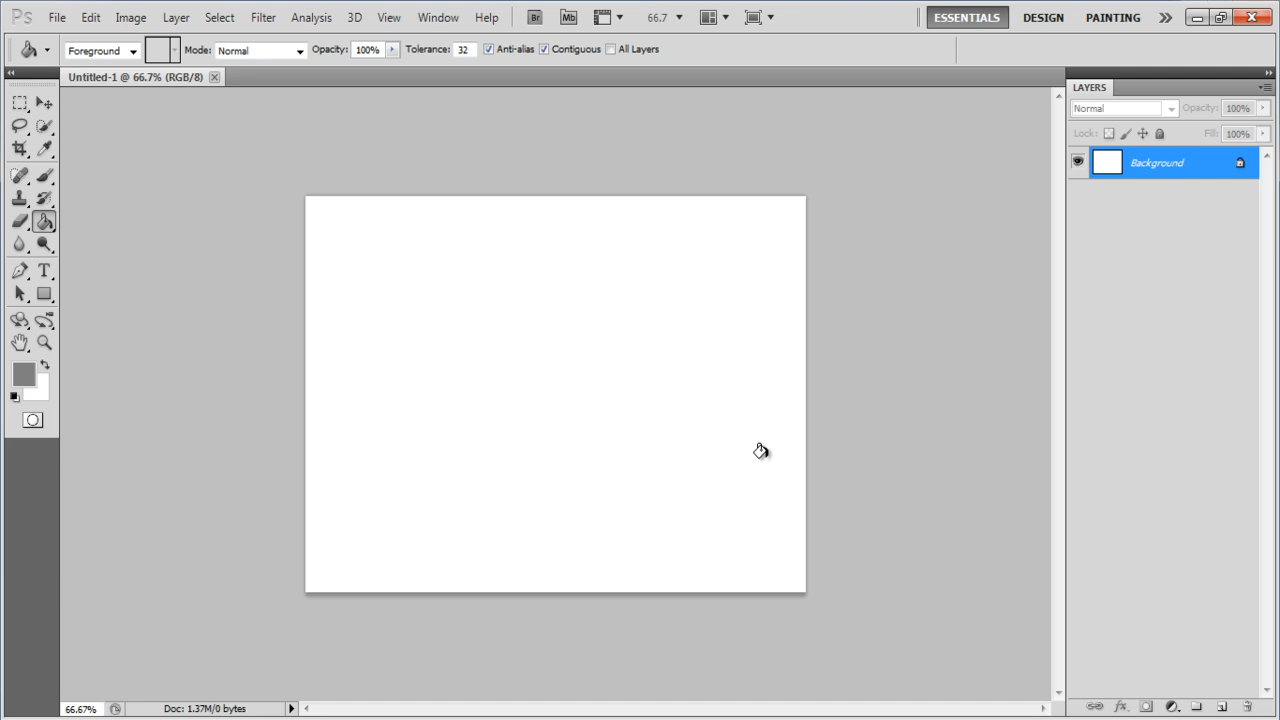 Ps File Edit Image Layer Select Filter Analysis 3D View Window Help Br Mb 66.7 ESSENTIALS DESIGN PAINTING
Foreground Mode: Normal Opacity: 100% Tolerance: 32 Anti-alias Contiguous All Layers
Untitled-1 @ 66.7% (RGB/8)
LAYERS
Normal Opacity: 100%
Lock: Fill: 100%
Background
T
66.67% Doc: 1.37M/0 bytes
fx